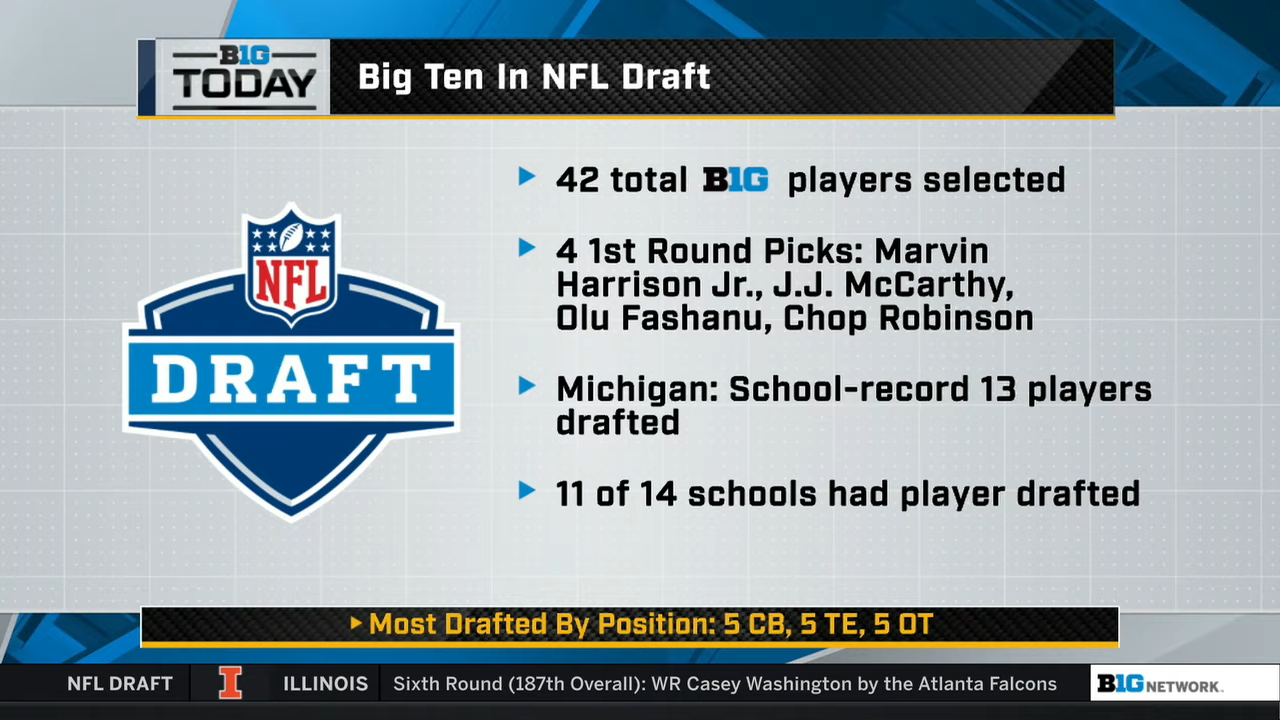 B1G
TODAY
Big Ten In NFL Draft
42 total B1G players selected
4 1st Round Picks: Marvin
Harrison Jr., J.J. McCarthy,
Olu Fashanu, Chop Robinson
Michigan: School-record 13 players
drafted
11 of 14 schools had player drafted
NFL
DRAFT
Most Drafted By Position: 5 CB, 5 TE, 5 OT
NFL DRAFT I ILLINOIS Sixth Round (187th Overall): WR Casey Washington by the Atlanta Falcons B1G NETWORK.